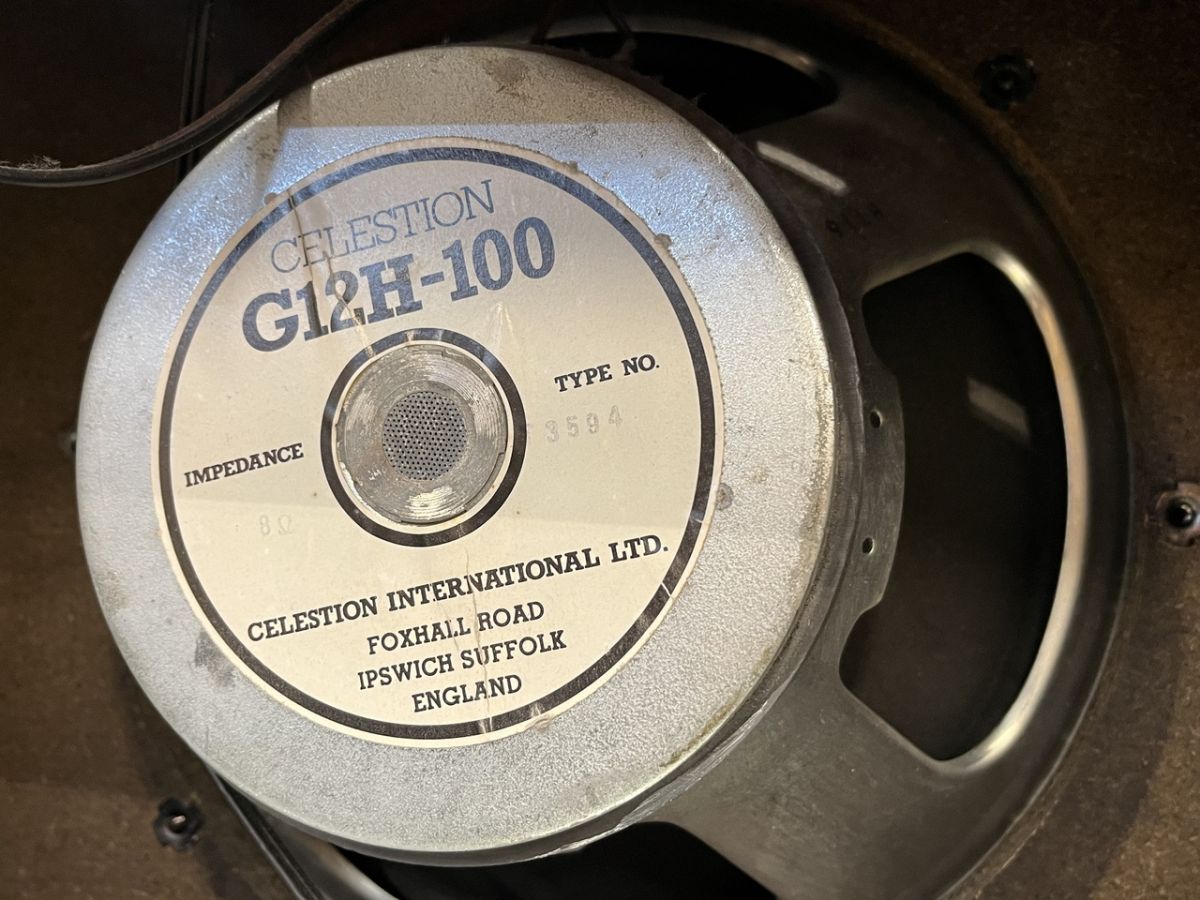 CELESTION
G12H-100
TYPE NO.
3594
IMPEDANCE
8Ω
CELESTION INTERNATIONAL LTD.
FOXHALL ROAD
IPSWICH SUFFOLK
ENGLAND